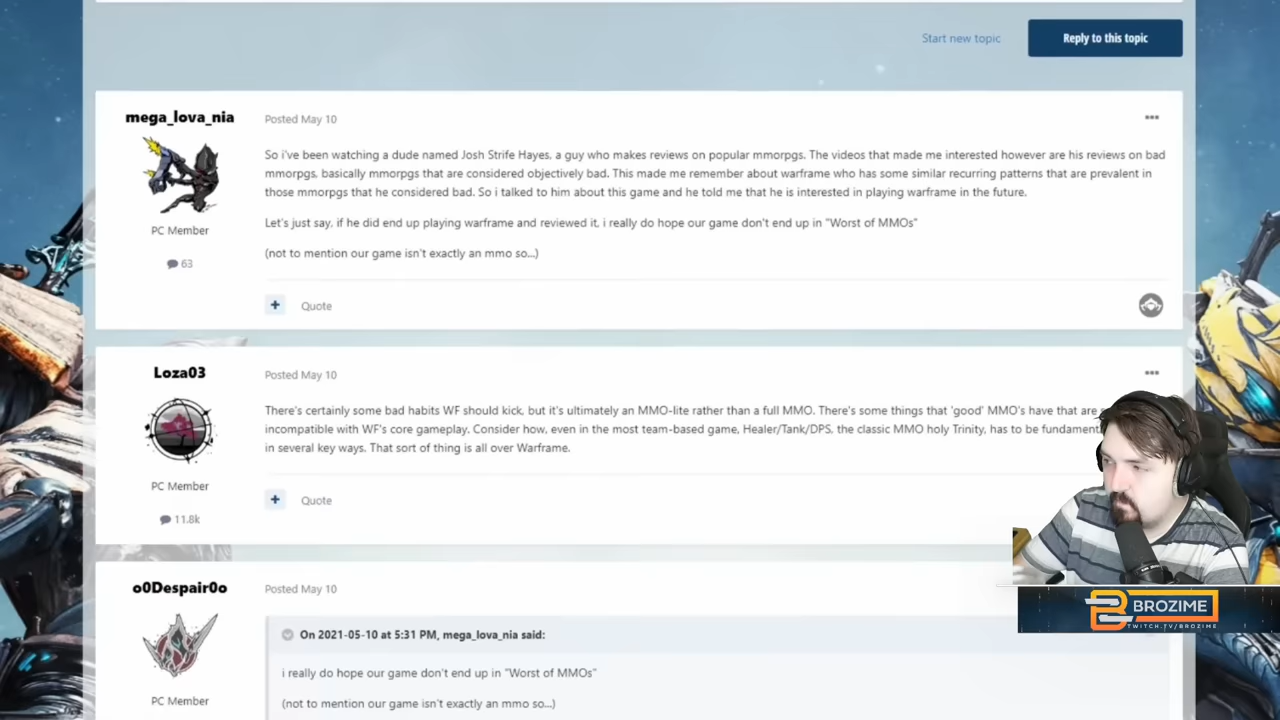 Start new topic
Reply to this topic
mega_lova_nia
Posted May 10
So i've been watching a dude named Josh Strife Hayes, a guy who makes reviews on popular mmorpgs. The videos that made me interested however are his reviews on bad
mmorpgs, basically mmorpgs that are considered objectively bad. This made me remember about warframe who has some similar recurring patterns that are prevalent in
those mmorpgs that he considered bad. So i talked to him about this game and he told me that he is interested in playing warframe in the future.
Let's just say, if he did end up playing warframe and reviewed it, i really do hope our game don't end up in "Worst of MMOs"
(not to mention our game isn't exactly an mmo so...)
PC Member
63
+ Quote
Loza03
Posted May 10
There's certainly some bad habits WF should kick, but it's ultimately an MMO-lite rather than a full MMO. There's some things that 'good' MMO's have that are
incompatible with WF's core gameplay. Consider how, even in the most team-based game, Healer/Tank/DPS, the classic MMO holy Trinity, has to be fundament
in several key ways. That sort of thing is all over Warframe.
PC Member
11.8k
+ Quote
o0Despair0o
Posted May 10
On 2021-05-10 at 5:31 PM, mega_lova_nia said:
i really do hope our game don't end up in "Worst of MMOs"
(not to mention our game isn't exactly an mmo so...)
PC Member
BROZIME
TWITCH.TV/BROZIME